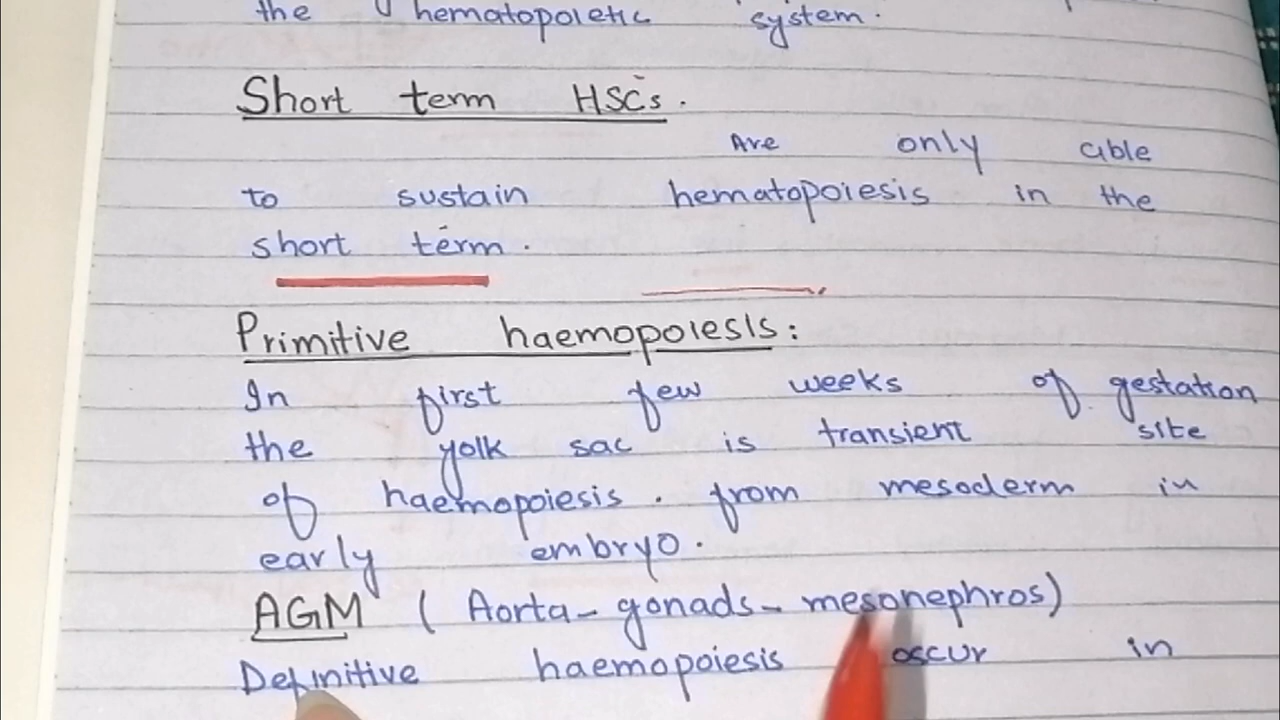 the hematopoietic system.
Short term HSCs.
Are only able
to sustain hematopoiesis in the
short term.
Primitive haemopoiesis:
In first few weeks of gestation
the yolk sac is transient site
of haemopoiesis. from mesoderm in
early embryo.
AGM (Aorta-gonads-mesonephros)
Definitive haemopoiesis oscur in